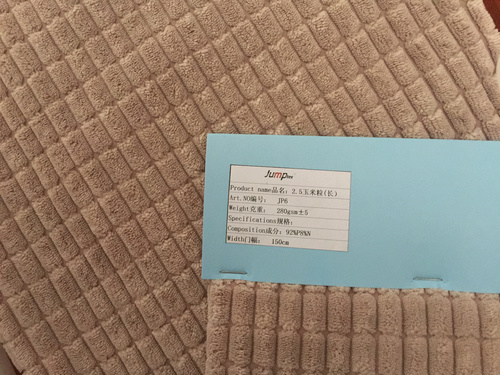 Jump
Product name品名: 2.5玉米粒(长)
Art.NO编号: JP6
Weight克重: 280gsm±5
Specifications规格:
Composition成分: 92%P8%N
Width门幅: 150cm